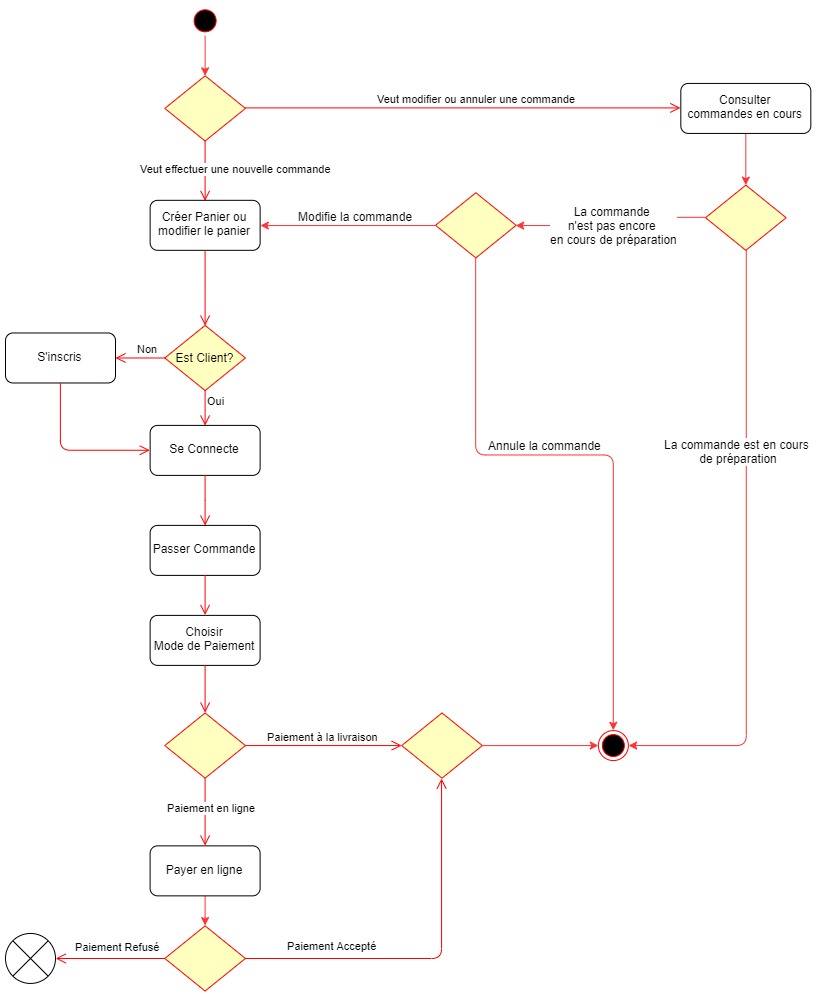 Veut modifier ou annuler une commande
Consulter
commandes en cours
Veut effectuer une nouvelle commande
Créer Panier ou
modifier le panier
Modifie la commande
La commande
n'est pas encore
en cours de préparation
S'inscris
Non
Est Client?
Oui
Se Connecte
Annule la commande
La commande est en cours
de préparation
Passer Commande
Choisir
Mode de Paiement
Paiement à la livraison
Paiement en ligne
Payer en ligne
Paiement Refusé
Paiement Accepté